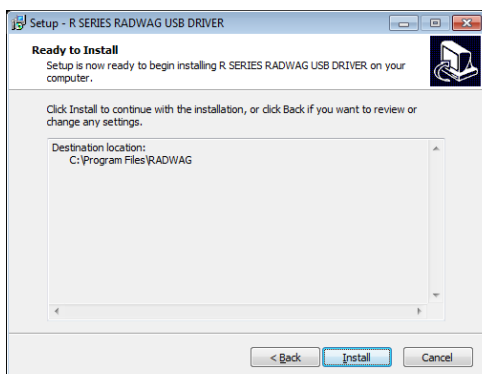 Setup - R SERIES RADWAG USB DRIVER
Ready to Install
Setup is now ready to begin installing R SERIES RADWAG USB DRIVER on your
computer.
Click Install to continue with the installation, or click Back if you want to review or
change any settings.
Destination location:
C:\Program Files\RADWAG
< Back
Install
Cancel